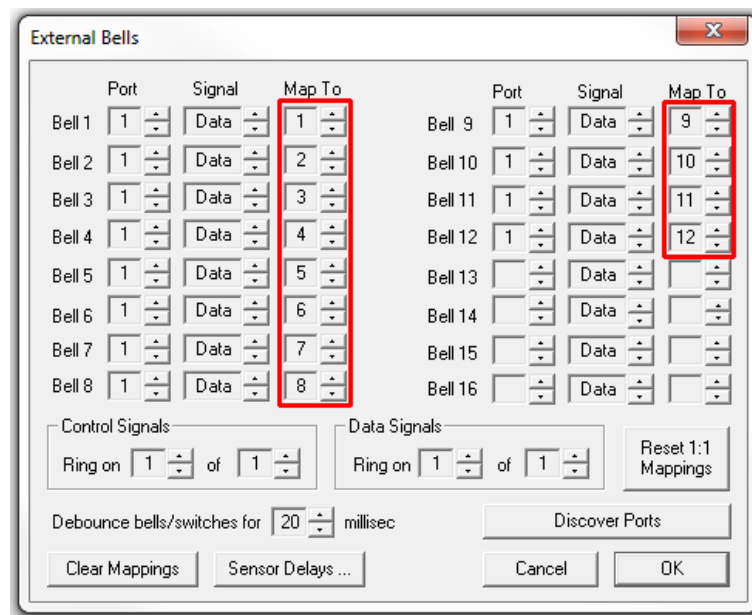 External Bells
Port Signal Map To Port Signal Map To
Bell 1 1 Data 1 Bell 9 1 Data 9
Bell 2 1 Data 2 Bell 10 1 Data 10
Bell 3 1 Data 3 Bell 11 1 Data 11
Bell 4 1 Data 4 Bell 12 1 Data 12
Bell 5 1 Data 5 Bell 13 Data
Bell 6 1 Data 6 Bell 14 Data
Bell 7 1 Data 7 Bell 15 Data
Bell 8 1 Data 8 Bell 16 Data
Control Signals Data Signals
Ring on 1 of 1 Ring on 1 of 1 Reset 1:1
Mappings
Debounce bells/switches for 20 millisec Discover Ports
Clear Mappings Sensor Delays ... Cancel OK